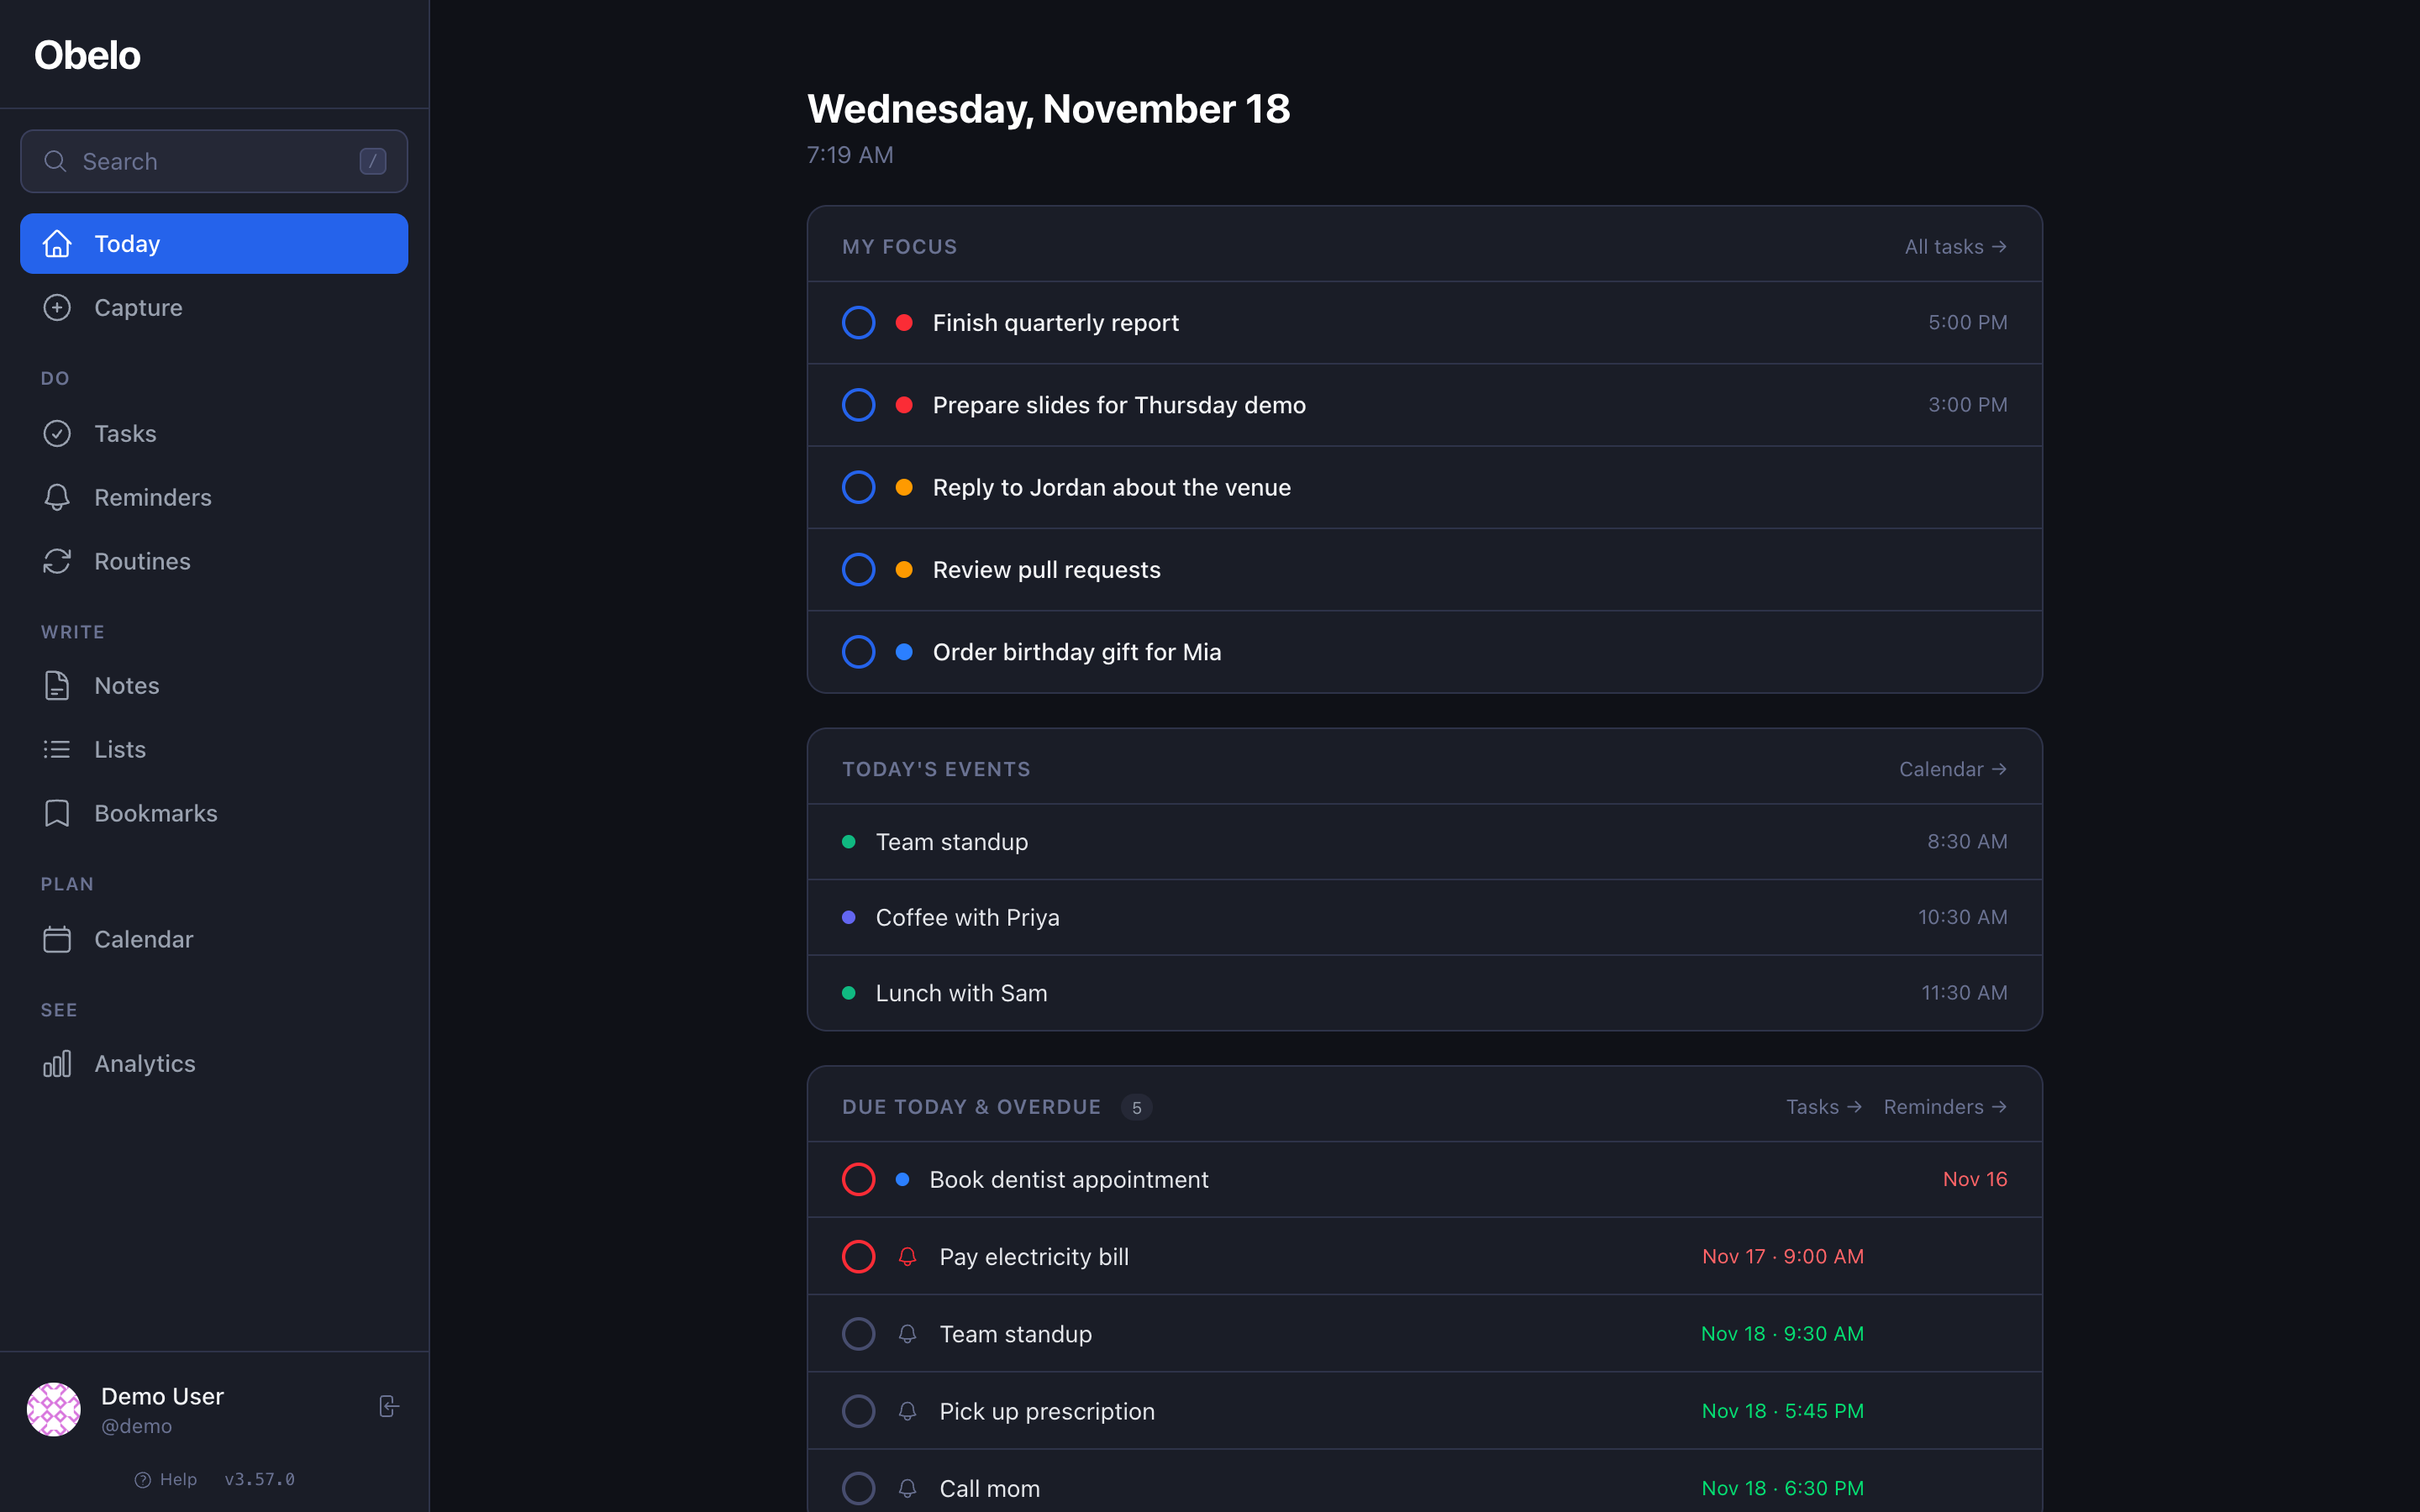 Obelo
Search /
Today
Capture
DO
Tasks
Reminders
Routines
WRITE
Notes
Lists
Bookmarks
PLAN
Calendar
SEE
Analytics
Demo User
@demo
Help v3.57.0
Wednesday, November 18
7:19 AM
MY FOCUS All tasks →
Finish quarterly report 5:00 PM
Prepare slides for Thursday demo 3:00 PM
Reply to Jordan about the venue
Review pull requests
Order birthday gift for Mia
TODAY'S EVENTS Calendar →
Team standup 8:30 AM
Coffee with Priya 10:30 AM
Lunch with Sam 11:30 AM
DUE TODAY & OVERDUE 5 Tasks → Reminders →
Book dentist appointment Nov 16
Pay electricity bill Nov 17 · 9:00 AM
Team standup Nov 18 · 9:30 AM
Pick up prescription Nov 18 · 5:45 PM
Call mom Nov 18 · 6:30 PM